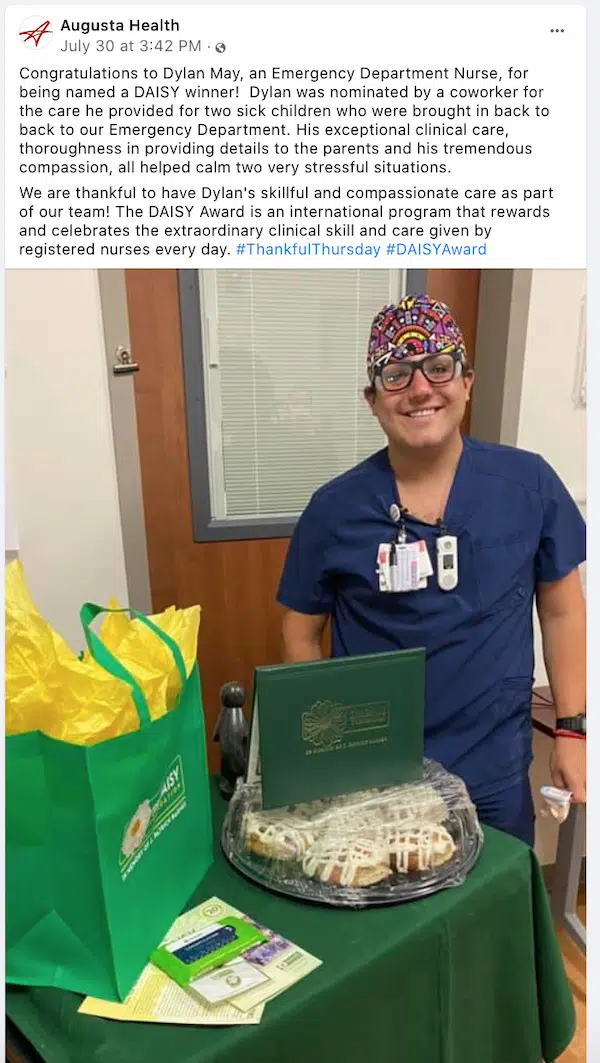 Augusta Health
July 30 at 3:42 PM ·
Congratulations to Dylan May, an Emergency Department Nurse, for
being named a DAISY winner!  Dylan was nominated by a coworker for
the care he provided for two sick children who were brought in back to
back to our Emergency Department. His exceptional clinical care,
thoroughness in providing details to the parents and his tremendous
compassion, all helped calm two very stressful situations.
We are thankful to have Dylan's skillful and compassionate care as part
of our team! The DAISY Award is an international program that rewards
and celebrates the extraordinary clinical skill and care given by
registered nurses every day. #ThankfulThursday #DAISYAward
DAISY
IN MEMORY OF J. PATRICK BARNES